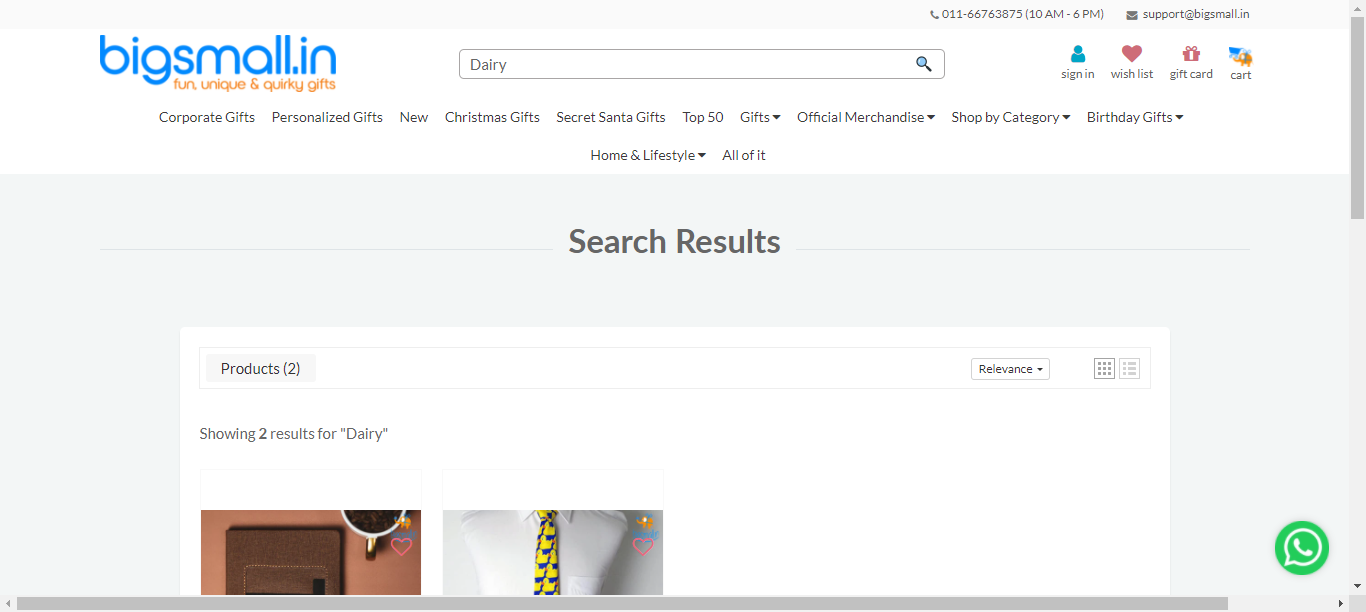 011-66763875 (10 AM - 6 PM) support@bigsmall.in
bigsmall.in
fun, unique & quirky gifts
Dairy
sign in wish list gift card cart
Corporate Gifts Personalized Gifts New Christmas Gifts Secret Santa Gifts Top 50 Gifts Official Merchandise Shop by Category Birthday Gifts
Home & Lifestyle All of it
Search Results
Products (2) Relevance
Showing 2 results for "Dairy"